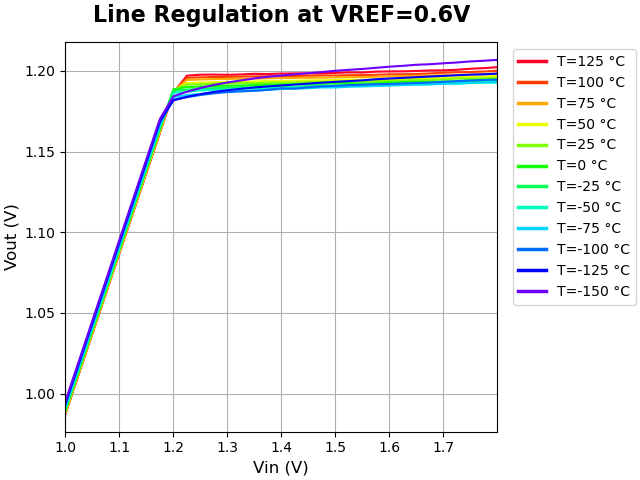 Line Regulation at VREF=0.6V
Vout (V)
1.20
1.15
1.10
1.05
1.00
1.0 1.1 1.2 1.3 1.4 1.5 1.6 1.7
Vin (V)
T=125 °C
T=100 °C
T=75 °C
T=50 °C
T=25 °C
T=0 °C
T=-25 °C
T=-50 °C
T=-75 °C
T=-100 °C
T=-125 °C
T=-150 °C